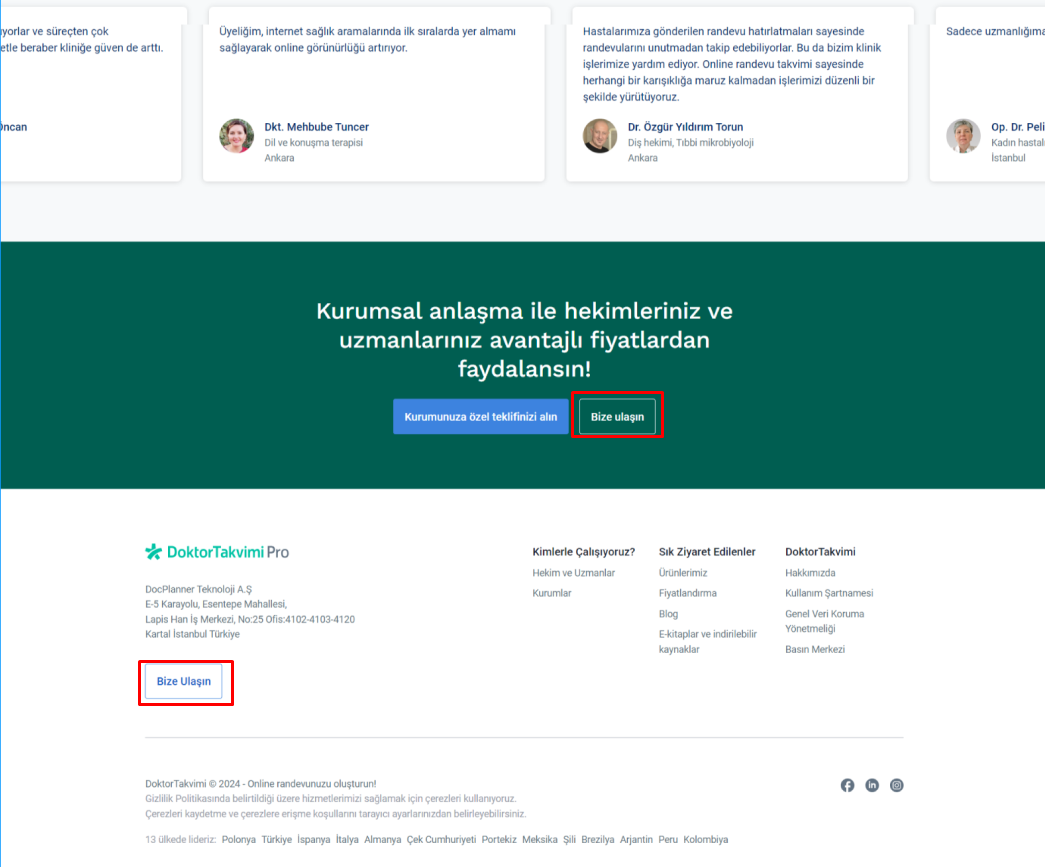 yorlar ve süreçten çok
etle beraber kliniğe güven de arttı.
Öncan
Üyeliğim, internet sağlık aramalarında ilk sıralarda yer almamı
sağlayarak online görünürlüğü artırıyor.
Dkt. Mehbube Tuncer
Dil ve konuşma terapisi
Ankara
Hastalarımıza gönderilen randevu hatırlatmaları sayesinde
randevularını unutmadan takip edebiliyorlar. Bu da bizim klinik
işlerimize yardım ediyor. Online randevu takvimi sayesinde
herhangi bir karışıklığa maruz kalmadan işlerimizi düzenli bir
şekilde yürütüyoruz.
Dr. Özgür Yıldırım Torun
Diş hekimi, Tıbbi mikrobiyoloji
Ankara
Sadece uzmanlığıma
Op. Dr. Peli
Kadın hastal
İstanbul
Kurumsal anlaşma ile hekimleriniz ve
uzmanlarınız avantajlı fiyatlardan
faydalansın!
Kurumunuza özel teklifinizi alın
Bize ulaşın
DoktorTakvimi Pro
DocPlanner Teknoloji A.Ş
E-5 Karayolu, Esentepe Mahallesi,
Lapis Han İş Merkezi, No:25 Ofis:4102-4103-4120
Kartal İstanbul Türkiye
Bize Ulaşın
Kimlerle Çalışıyoruz?
Hekim ve Uzmanlar
Kurumlar
Sık Ziyaret Edilenler
Ürünlerimiz
Fiyatlandırma
Blog
E-kitaplar ve indirilebilir
kaynaklar
DoktorTakvimi
Hakkımızda
Kullanım Şartnamesi
Genel Veri Koruma
Yönetmeliği
Basın Merkezi
DoktorTakvimi © 2024 - Online randevunuzu oluşturun!
Gizlilik Politikasında belirtildiği üzere hizmetlerimizi sağlamak için çerezleri kullanıyoruz.
Çerezleri kaydetme ve çerezlere erişme koşullarını tarayıcı ayarlarınızdan belirleyebilirsiniz.
13 ülkede lideriz: Polonya Türkiye İspanya İtalya Almanya Çek Cumhuriyeti Portekiz Meksika Şili Brezilya Arjantin Peru Kolombiya